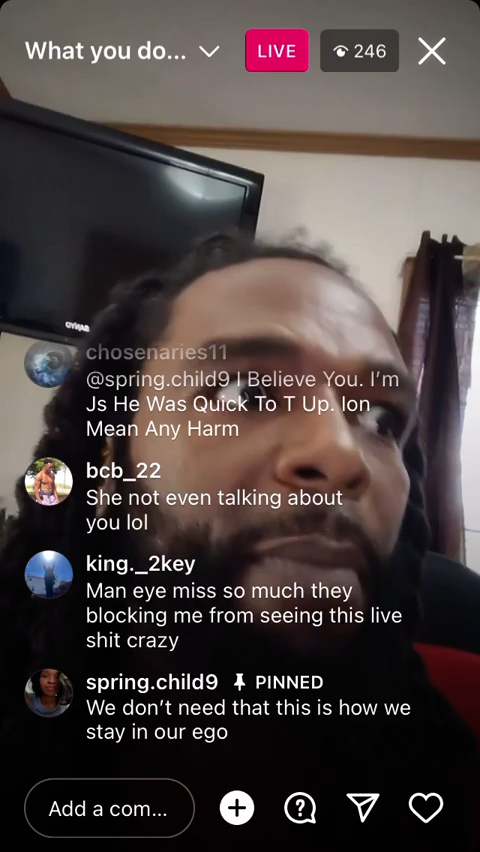 What you do...
LIVE
246
SANYO
chosenaries11
@spring.child9 I Believe You. I'm
Js He Was Quick To T Up. Ion
Mean Any Harm
bcb_22
She not even talking about
you lol
king._2key
Man eye miss so much they
blocking me from seeing this live
shit crazy
spring.child9 PINNED
We don't need that this is how we
stay in our ego
Add a com...